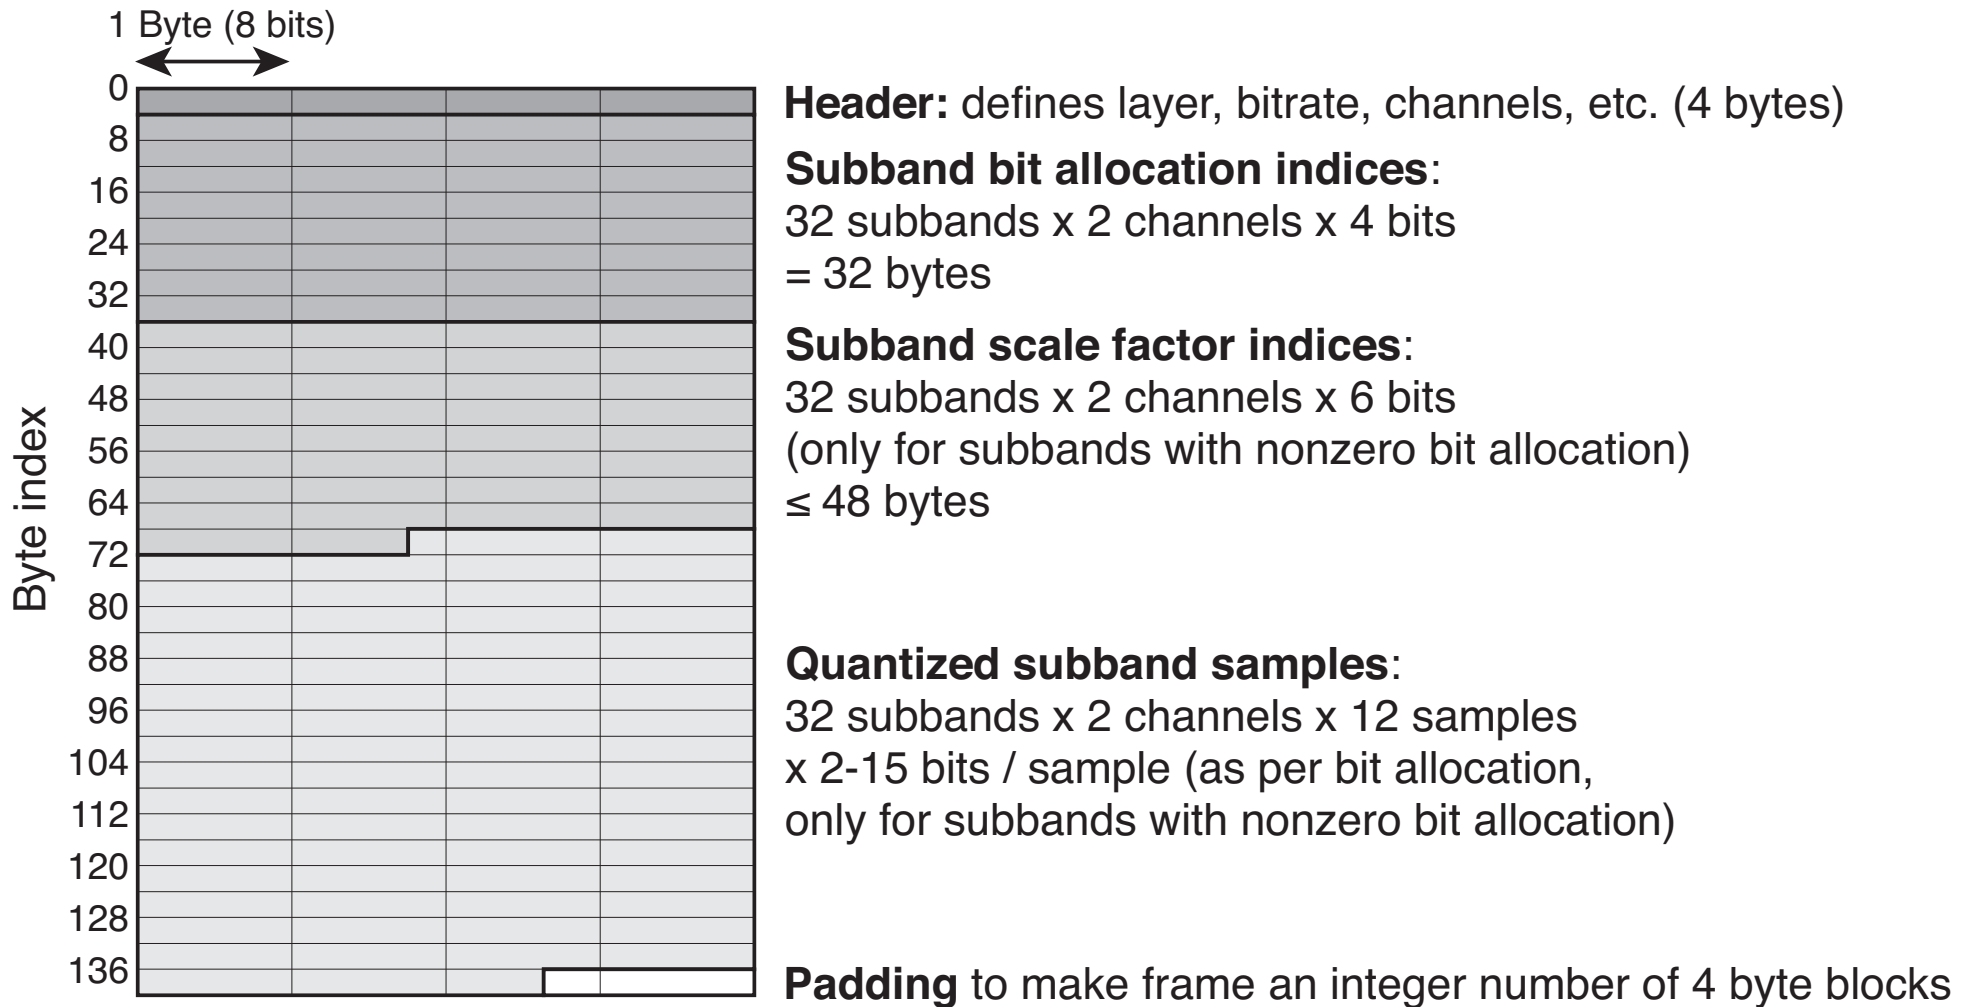 1 Byte (8 bits)
0
8
16
24
32
40
48
56
64
72
80
88
96
104
112
120
128
136
Byte index
Header: defines layer, bitrate, channels, etc. (4 bytes)
Subband bit allocation indices:
32 subbands x 2 channels x 4 bits
= 32 bytes
Subband scale factor indices:
32 subbands x 2 channels x 6 bits
(only for subbands with nonzero bit allocation)
≤ 48 bytes
Quantized subband samples:
32 subbands x 2 channels x 12 samples
x 2-15 bits / sample (as per bit allocation,
only for subbands with nonzero bit allocation)
Padding to make frame an integer number of 4 byte blocks